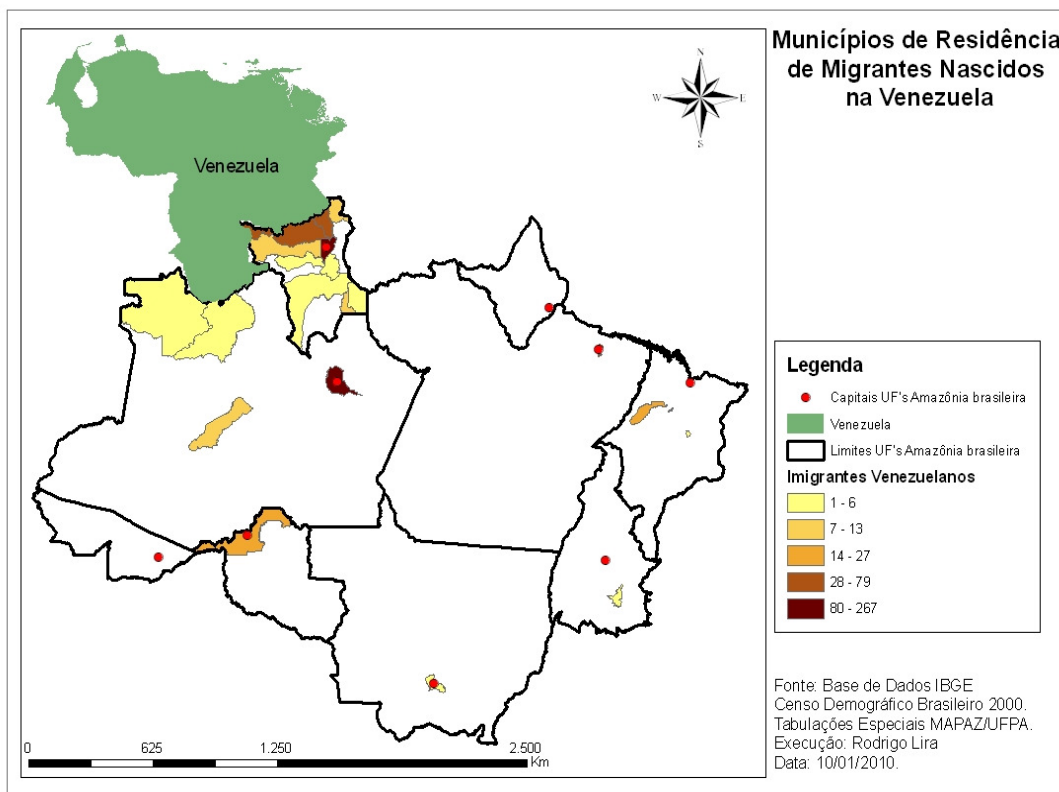 Municípios de Residência
de Migrantes Nascidos
na Venezuela
N
W
E
S
Venezuela
Legenda
Capitais UF's Amazônia brasileira
Venezuela
Limites UF's Amazônia brasileira
Imigrantes Venezuelanos
1 - 6
7 - 13
14 - 27
28 - 79
80 - 267
Fonte: Base de Dados IBGE
Censo Demográfico Brasileiro 2000.
Tabulações Especiais MAPAZ/UFPA.
Execução: Rodrigo Lira
Data: 10/01/2010.
0 625 1.250 2.500
Km